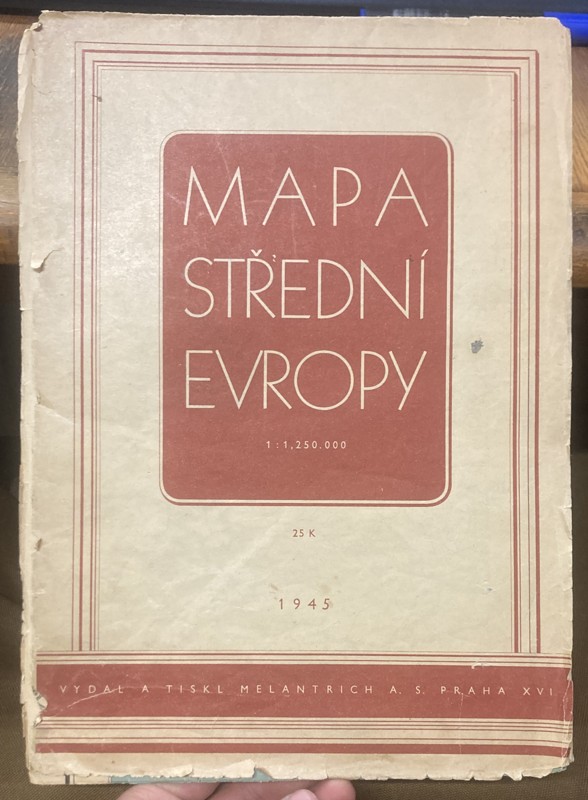 MAPA
STŘEDNÍ
EVROPY
1:1,250.000
25 K
1945
VYDAL A TISKL MELANTRICH A. S. PRAHA XVI